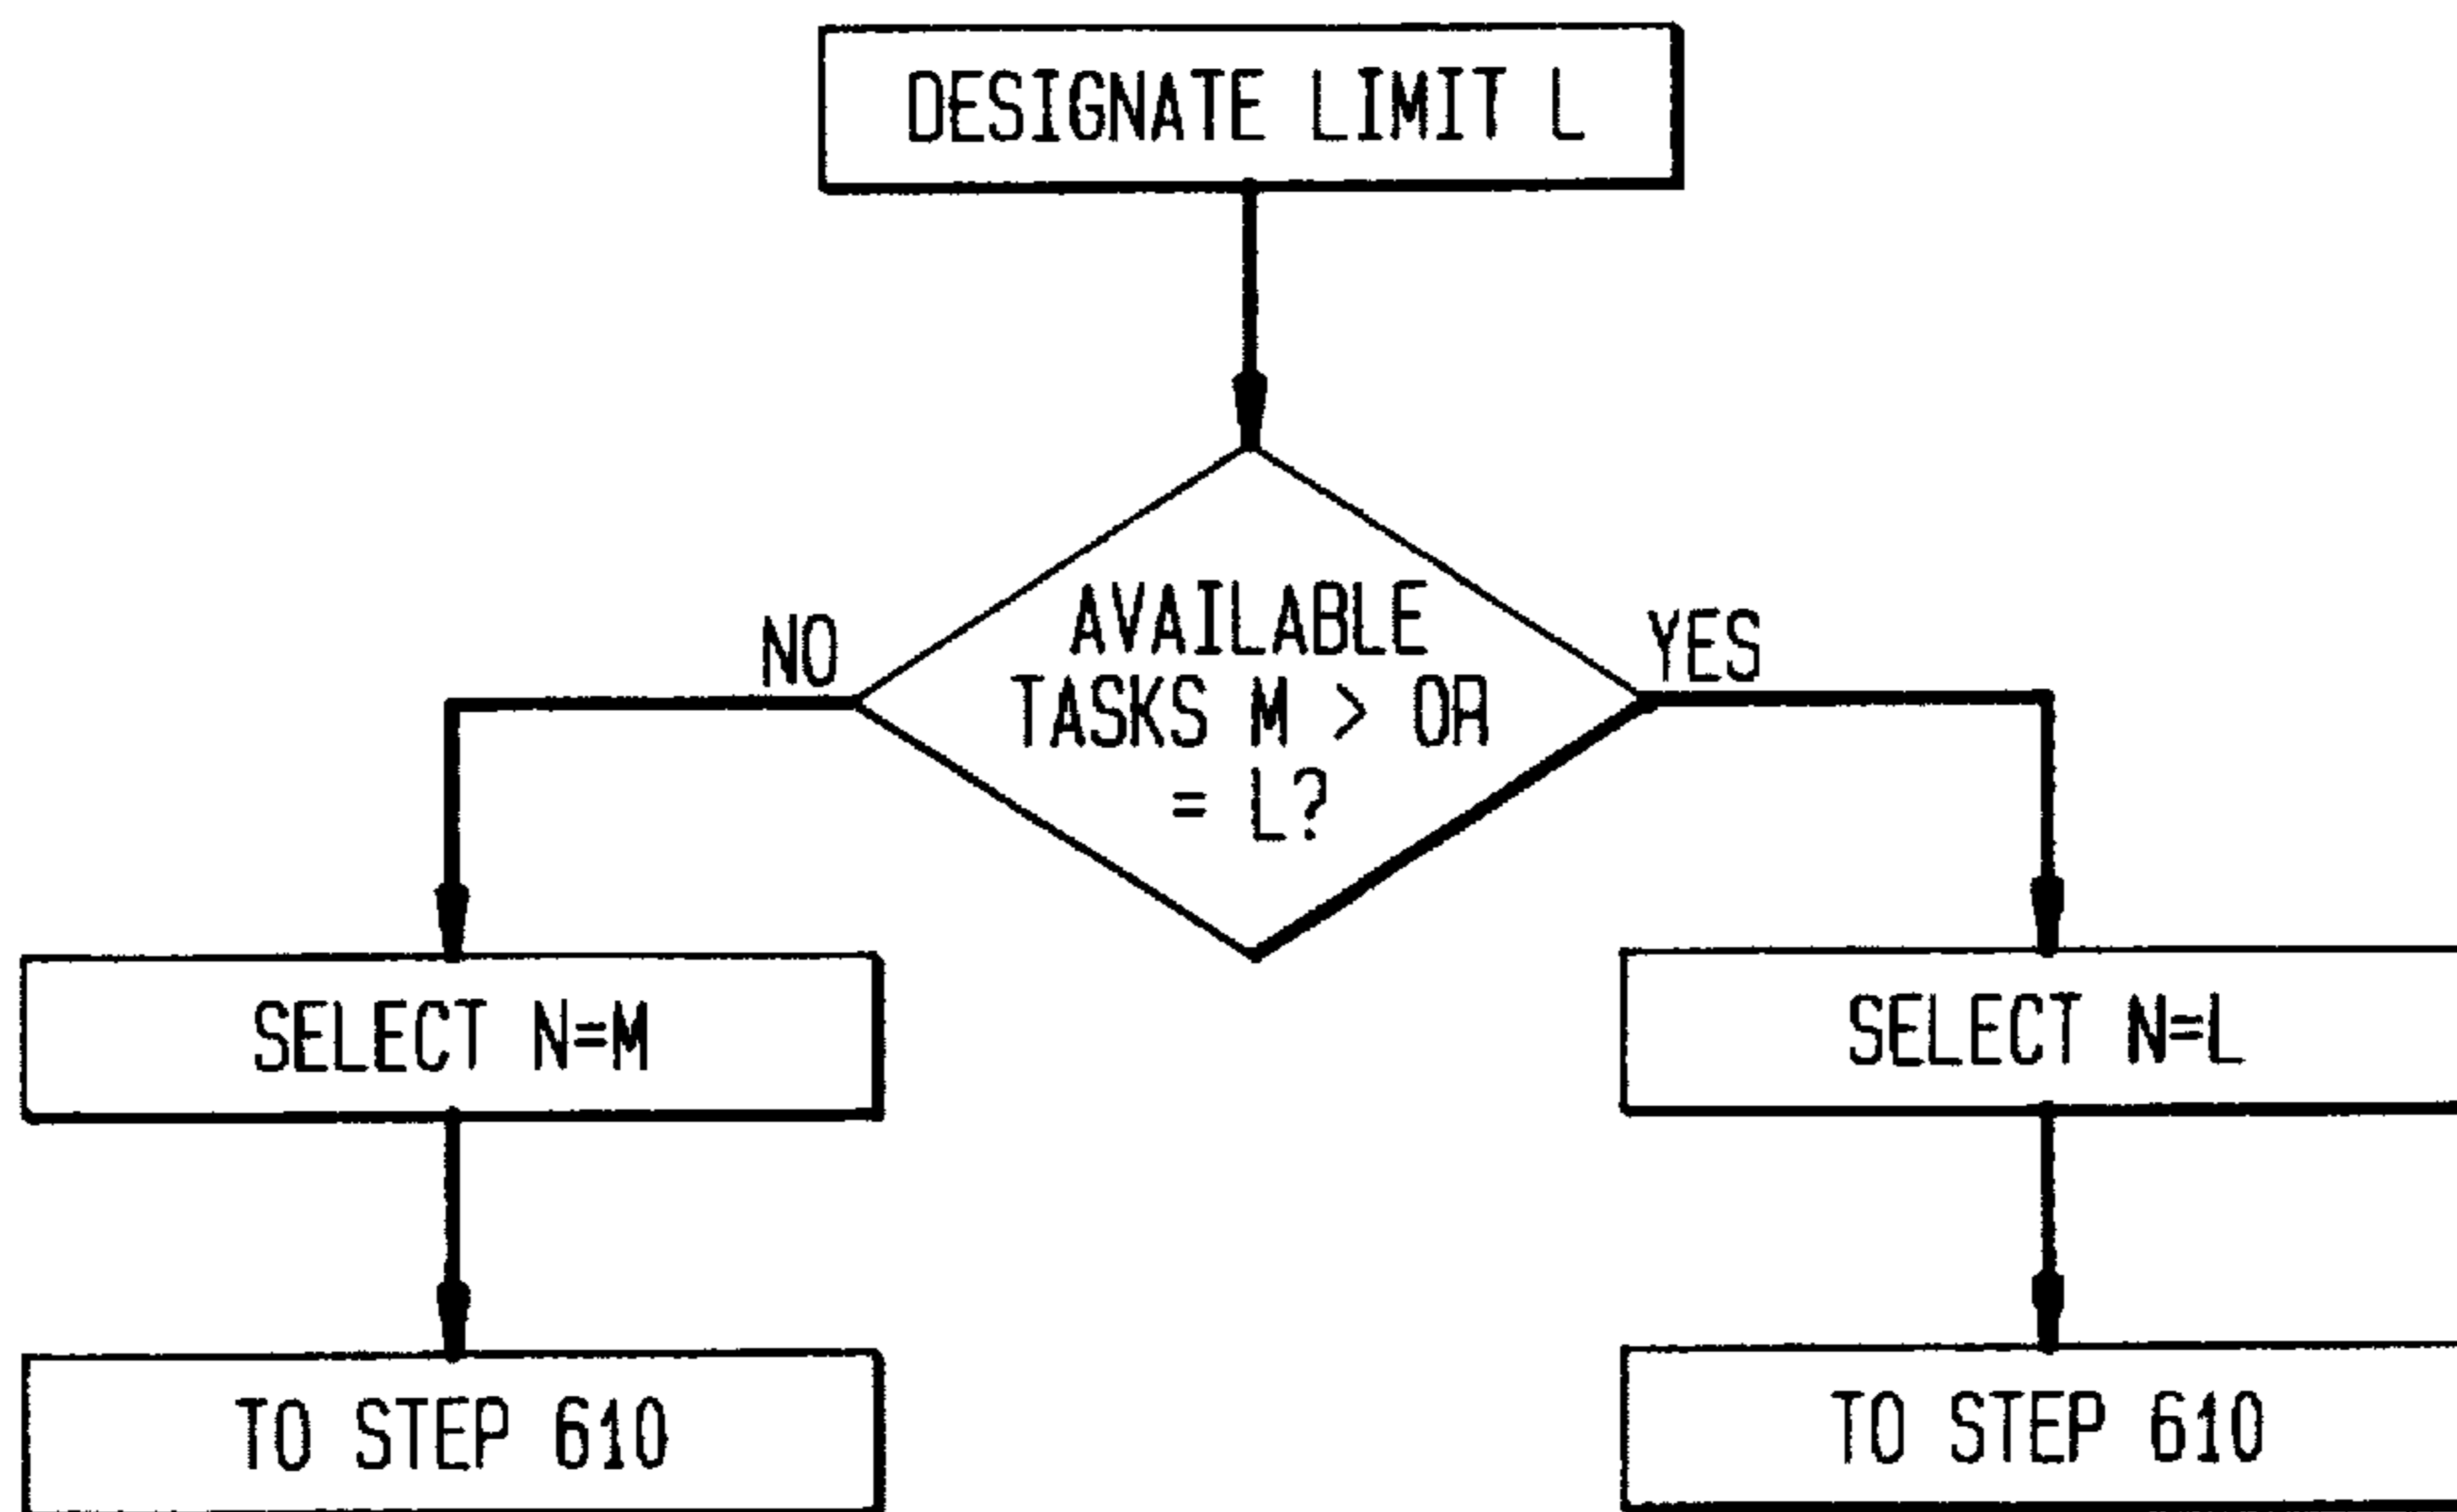 DESIGNATE LIMIT L
AVAILABLE
TASKS M > OR
= L?
NO
YES
SELECT N=M
SELECT N=L
TO STEP 610
TO STEP 610